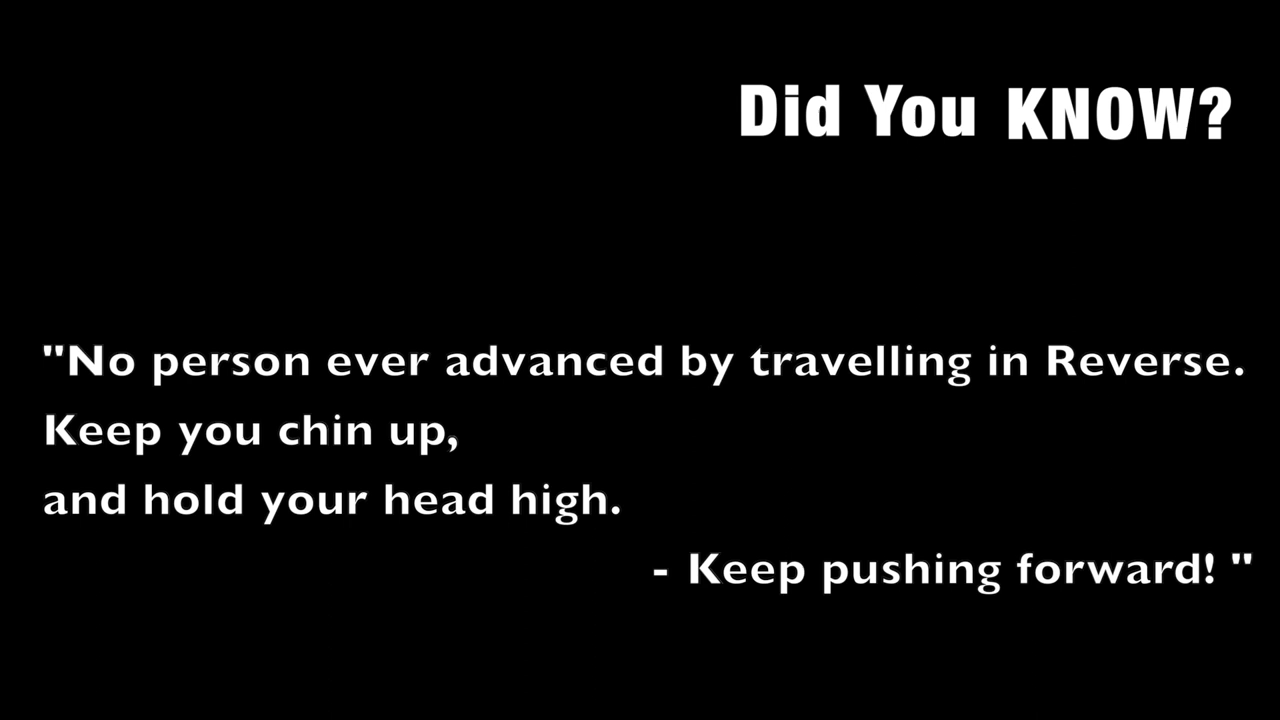 Did You KNOW?
"No person ever advanced by travelling in Reverse.
Keep you chin up,
and hold your head high.
- Keep pushing forward! "